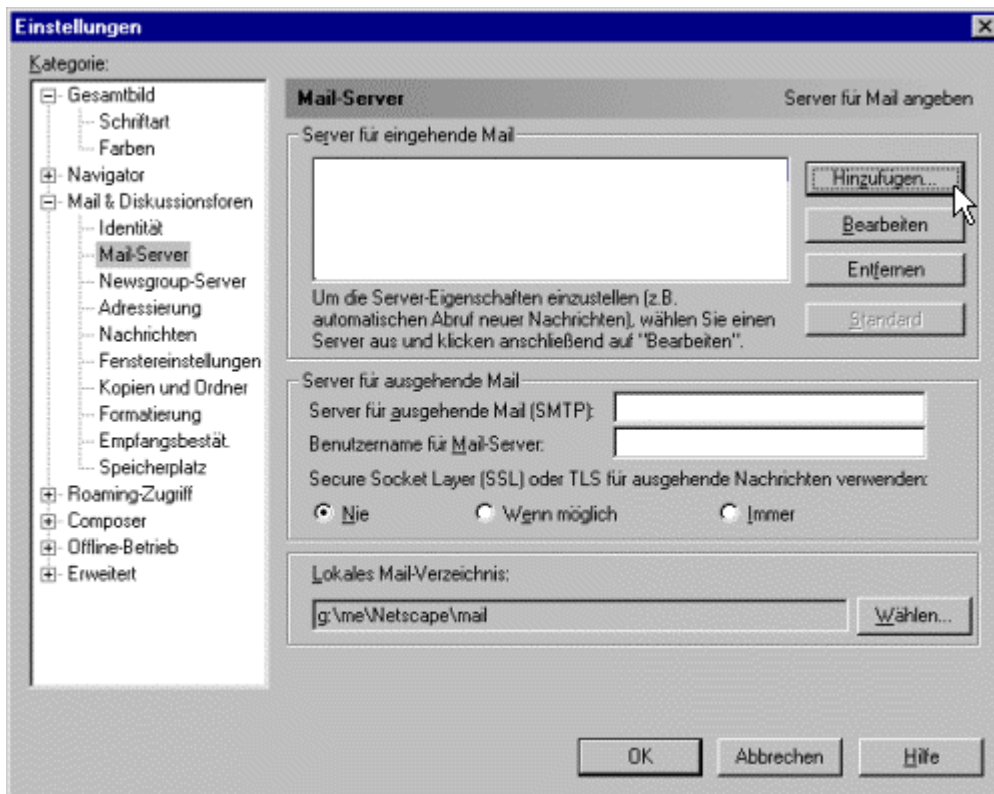 Einstellungen
Kategorie:
Gesamtbild
Schriftart
Farben
Navigator
Mail & Diskussionsforen
Identität
Mail-Server
Newsgroup-Server
Adressierung
Nachrichten
Fenstereinstellungen
Kopien und Ordner
Formatierung
Empfangsbestät.
Speicherplatz
Roaming-Zugriff
Composer
Offline-Betrieb
Erweitert
Mail-Server Server für Mail angeben
Server für eingehende Mail
Hinzufügen...
Bearbeiten
Entfernen
Standard
Um die Server-Eigenschaften einzustellen (z.B.
automatischen Abruf neuer Nachrichten), wählen Sie einen
Server aus und klicken anschließend auf "Bearbeiten".
Server für ausgehende Mail
Server für ausgehende Mail (SMTP):
Benutzername für Mail-Server:
Secure Socket Layer (SSL) oder TLS für ausgehende Nachrichten verwenden:
Nie Wenn möglich Immer
Lokales Mail-Verzeichnis:
g:\me\Netscape\mail Wählen...
OK Abbrechen Hilfe